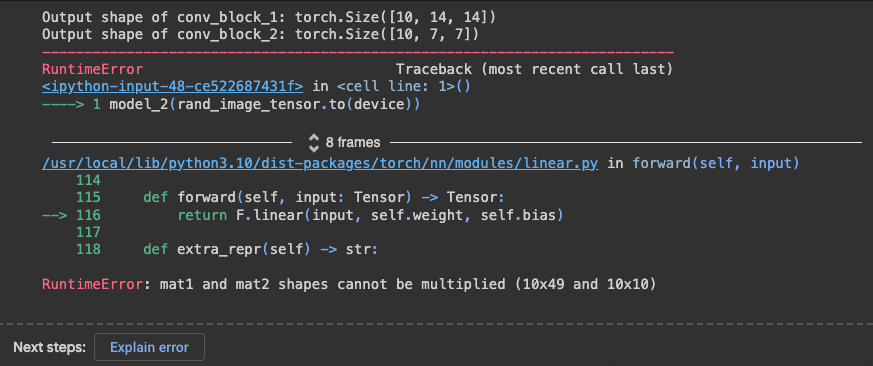 Output shape of conv_block_1: torch.Size([10, 14, 14])
Output shape of conv_block_2: torch.Size([10, 7, 7])
---------------------------------------------------------------------------
RuntimeError                              Traceback (most recent call last)
<ipython-input-48-ce522687431f> in <cell line: 1>()
----> 1 model_2(rand_image_tensor.to(device))
8 frames
/usr/local/lib/python3.10/dist-packages/torch/nn/modules/linear.py in forward(self, input)
    114
    115     def forward(self, input: Tensor) -> Tensor:
--> 116         return F.linear(input, self.weight, self.bias)
    117
    118     def extra_repr(self) -> str:
RuntimeError: mat1 and mat2 shapes cannot be multiplied (10x49 and 10x10)
Next steps: Explain error